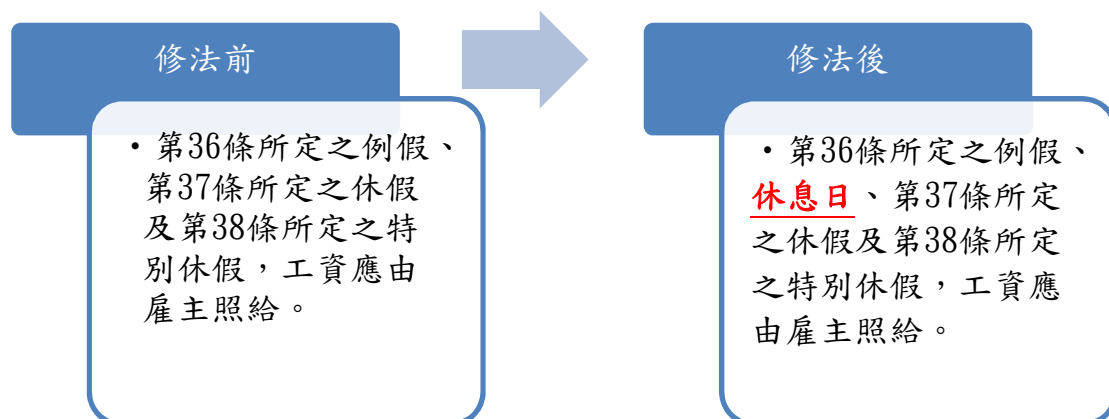 修法前
•第36條所定之例假、
第37條所定之休假
及第38條所定之特
別休假，工資應由
雇主照給。
修法後
•第36條所定之例假、
休息日、第37條所定
之休假及第38條所定
之特別休假，工資應
由雇主照給。